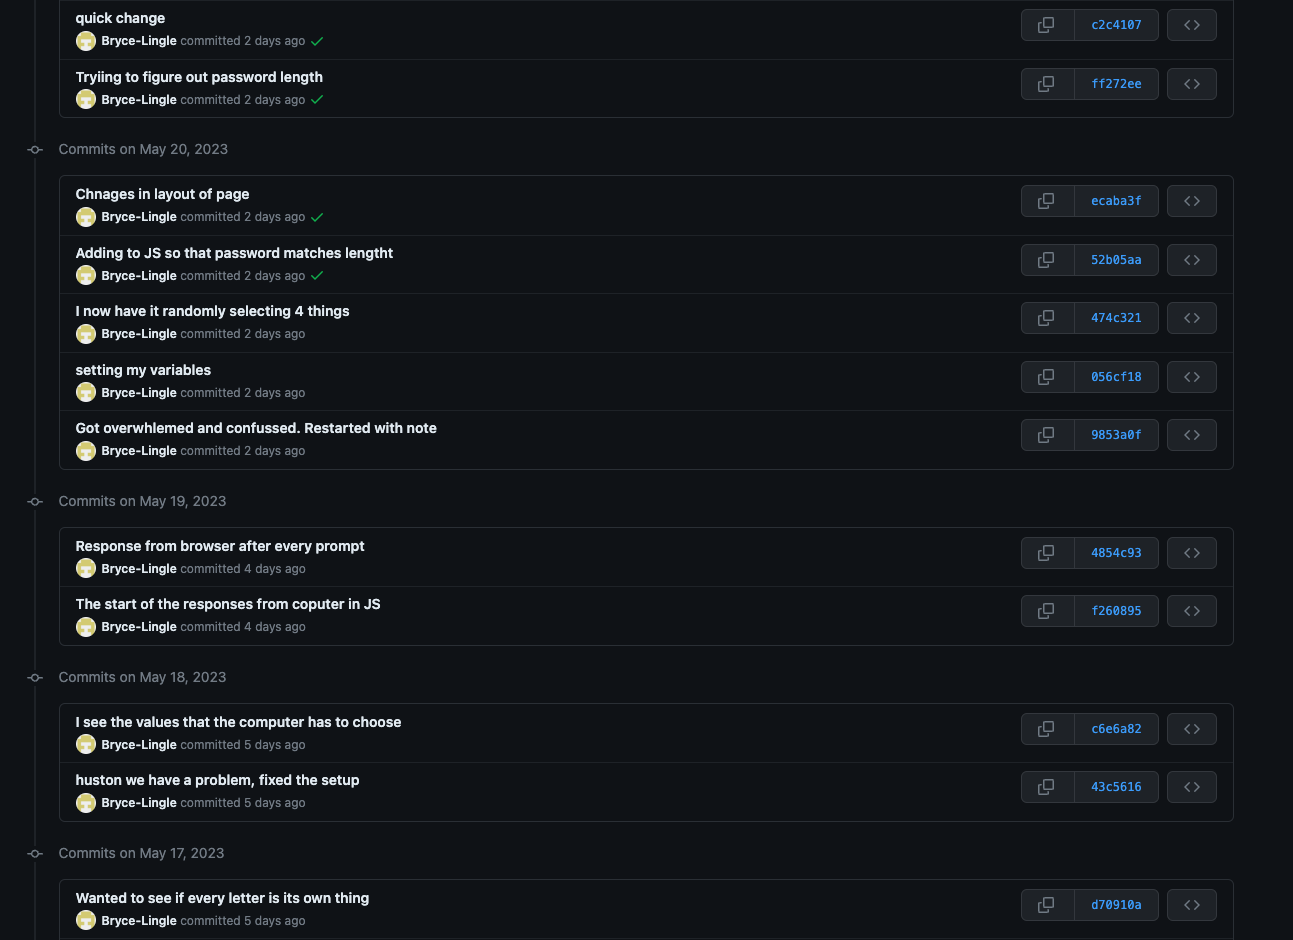 quick change
c2c4107
Bryce-Lingle committed 2 days ago
Tryiing to figure out password length
ff272ee
Bryce-Lingle committed 2 days ago
Commits on May 20, 2023
Chnages in layout of page
ecaba3f
Bryce-Lingle committed 2 days ago
Adding to JS so that password matches lengtht
52b05aa
Bryce-Lingle committed 2 days ago
I now have it randomly selecting 4 things
474c321
Bryce-Lingle committed 2 days ago
setting my variables
056cf18
Bryce-Lingle committed 2 days ago
Got overwhlemed and confussed. Restarted with note
9853a0f
Bryce-Lingle committed 2 days ago
Commits on May 19, 2023
Response from browser after every prompt
4854c93
Bryce-Lingle committed 4 days ago
The start of the responses from coputer in JS
f260895
Bryce-Lingle committed 4 days ago
Commits on May 18, 2023
I see the values that the computer has to choose
c6e6a82
Bryce-Lingle committed 5 days ago
huston we have a problem, fixed the setup
43c5616
Bryce-Lingle committed 5 days ago
Commits on May 17, 2023
Wanted to see if every letter is its own thing
d70910a
Bryce-Lingle committed 5 days ago